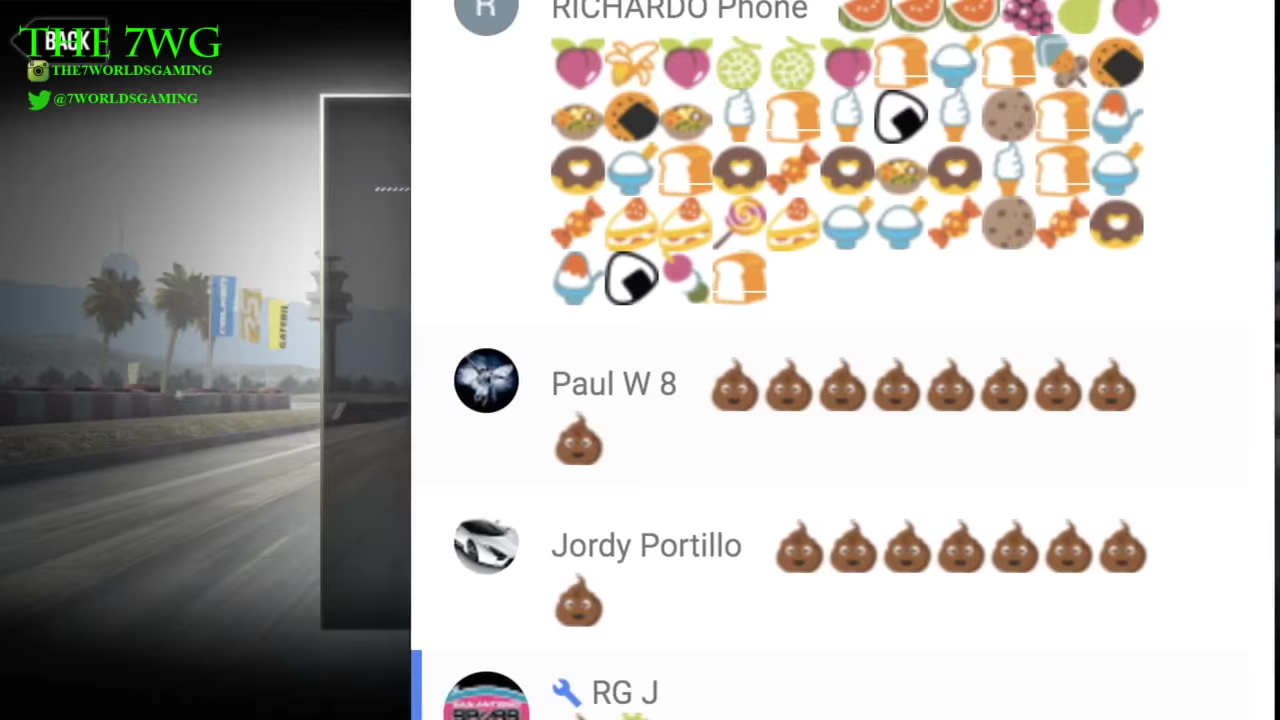 BACK
THE 7WG
THE7WORLDSGAMING
@7WORLDSGAMING
R RICHARDO Phone
Paul W 8
Jordy Portillo
RG J